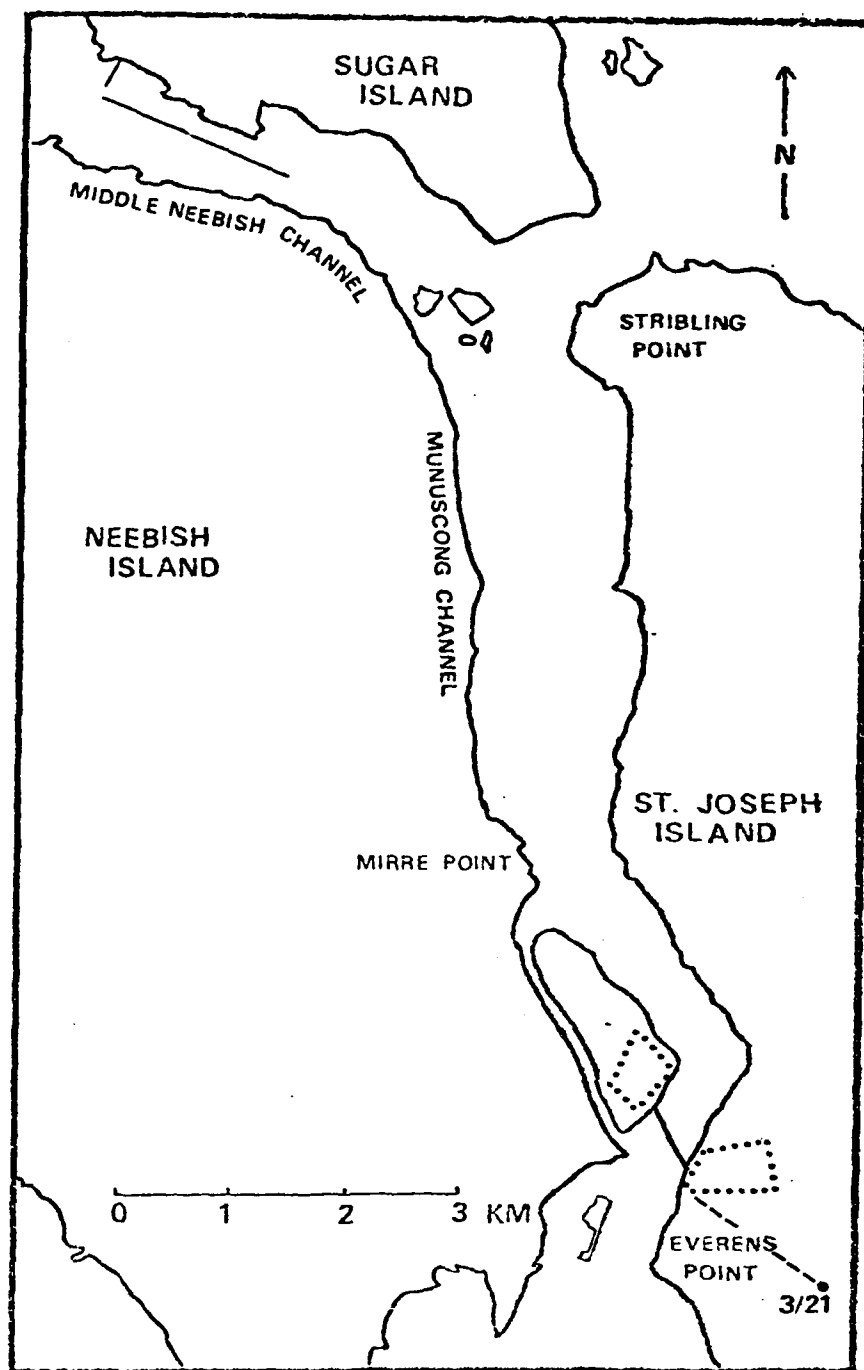 SUGAR
ISLAND
N
MIDDLE NEEBISH CHANNEL
STRIBLING
POINT
MUNUSCONG CHANNEL
NEEBISH
ISLAND
ST. JOSEPH
ISLAND
MIRRE POINT
0 1 2 3 KM
EVERENS
POINT
3/21